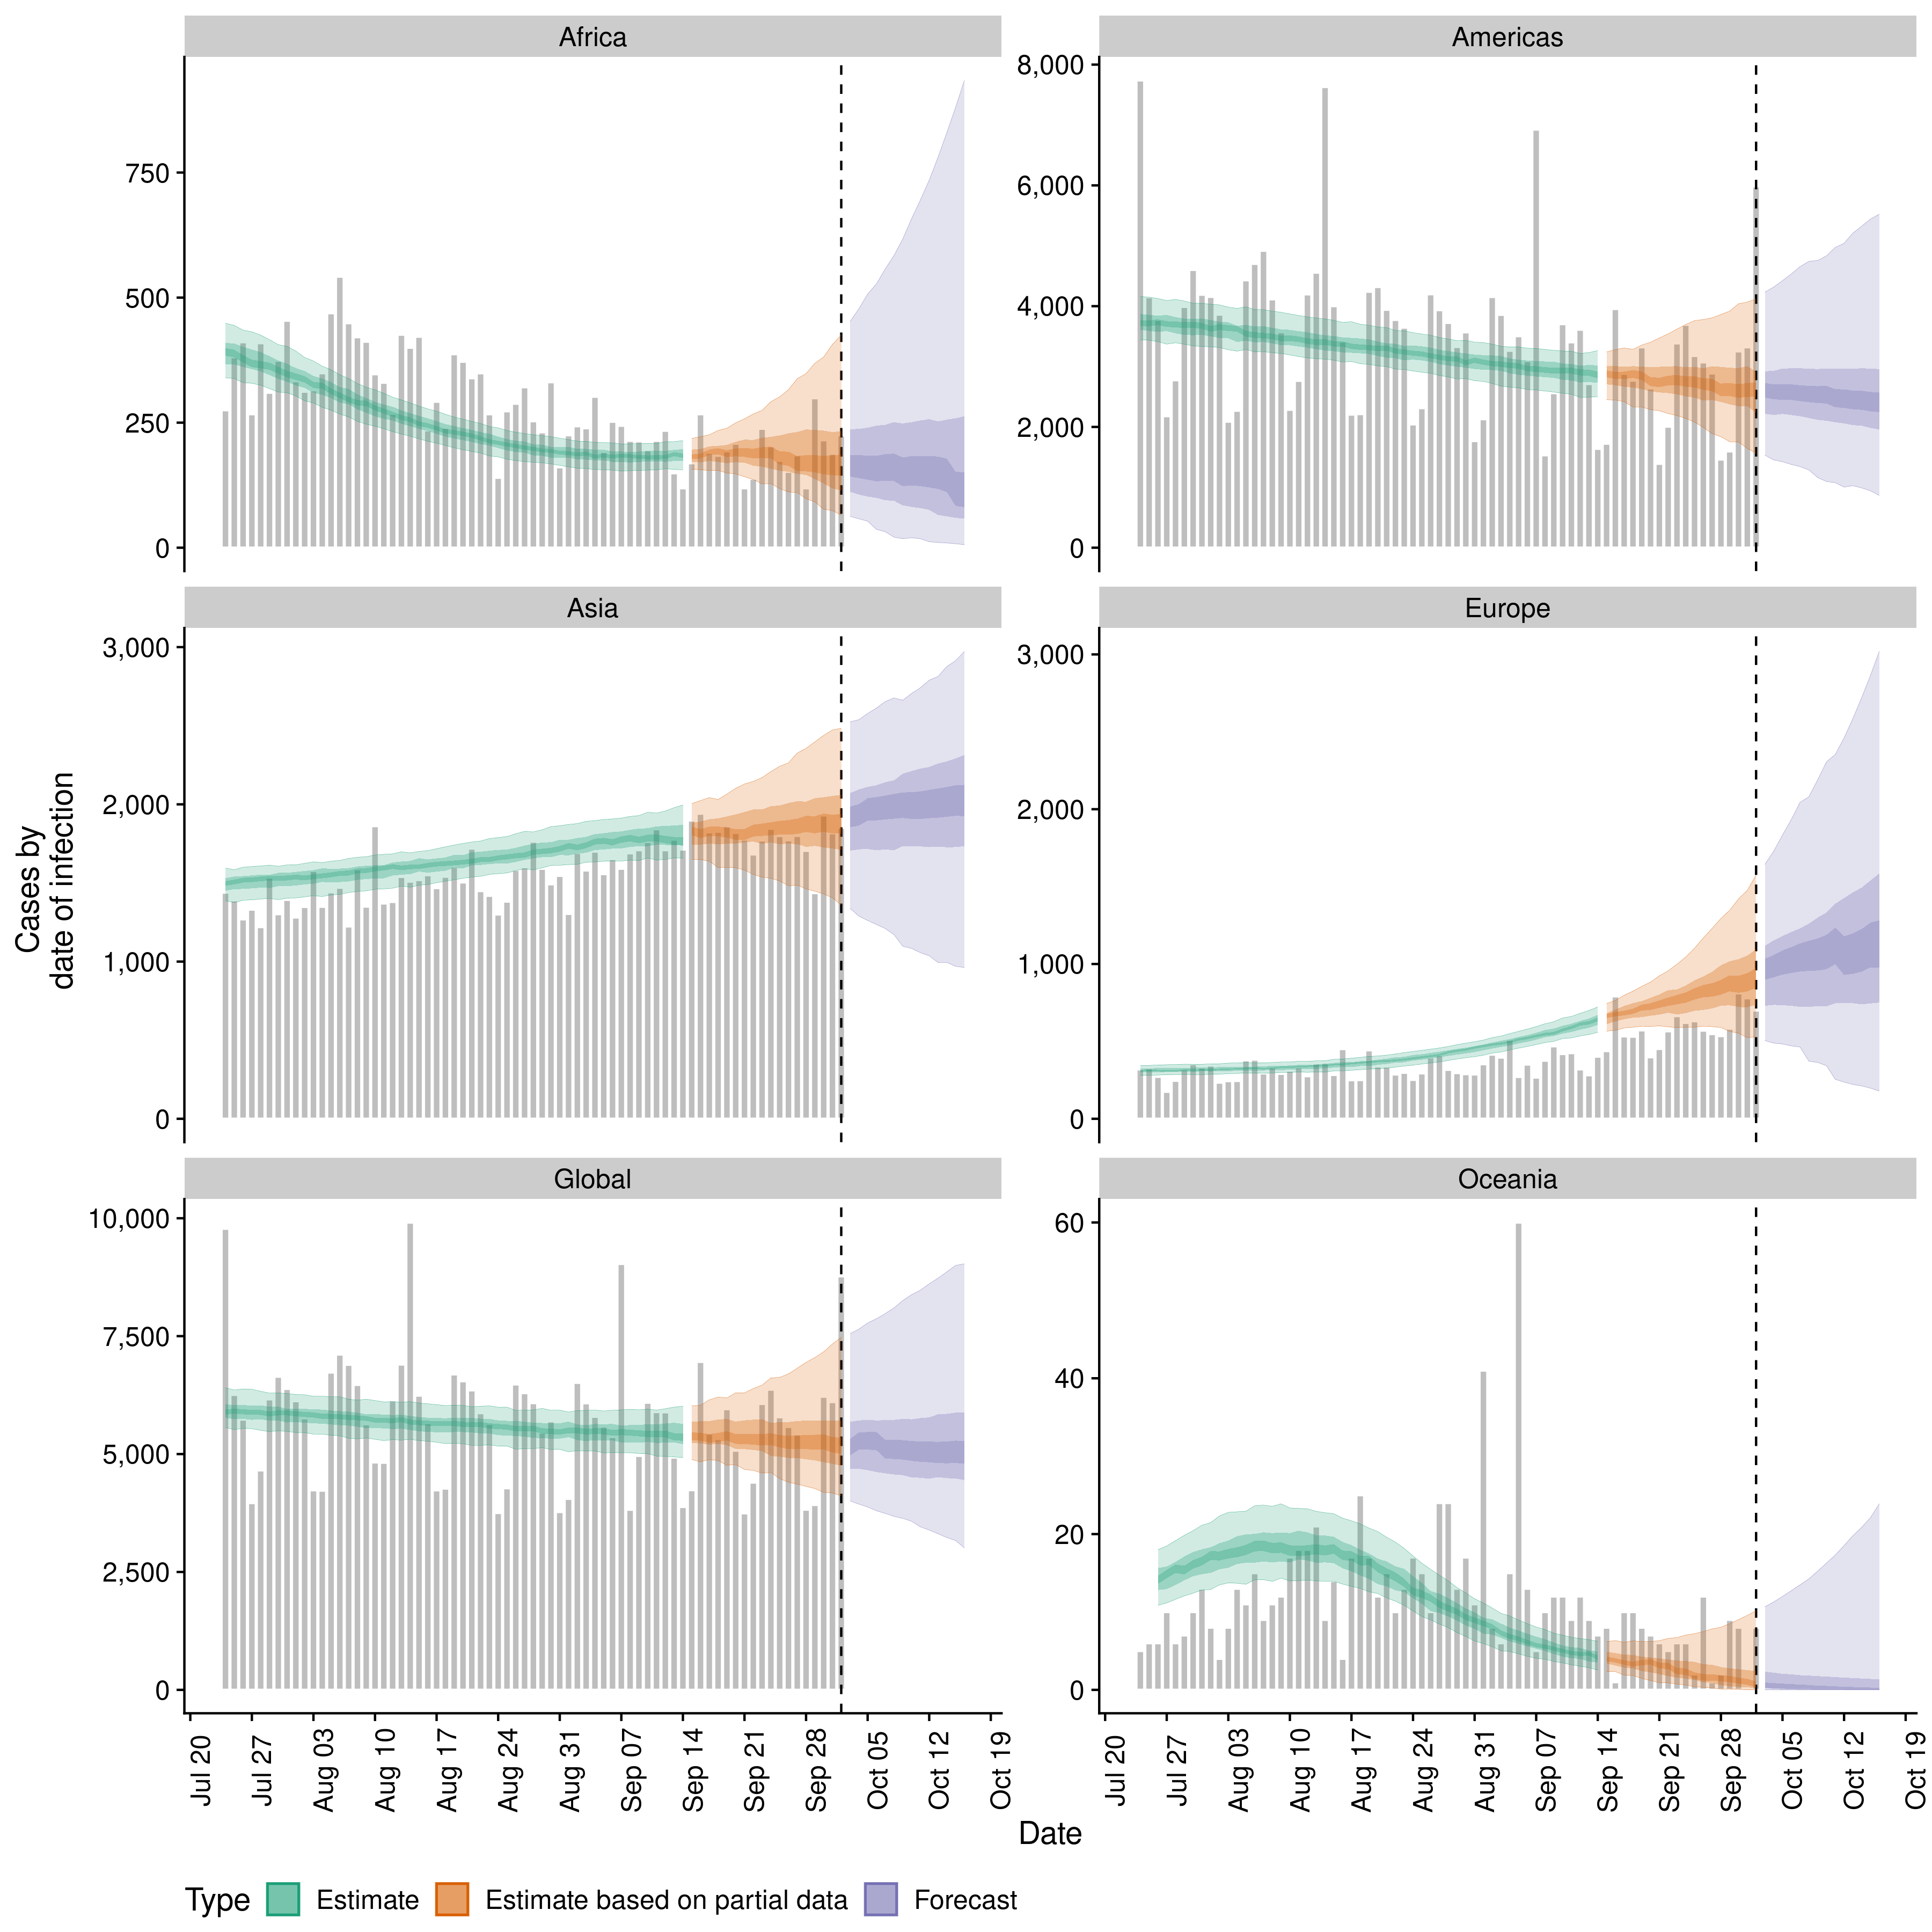 Africa
Americas
750
500
250
0
8,000
6,000
4,000
2,000
0
Asia
Europe
3,000
2,000
1,000
0
3,000
2,000
1,000
0
Global
Oceania
10,000
7,500
5,000
2,500
0
60
40
20
0
Cases by
date of infection
Jul 20
Jul 27
Aug 03
Aug 10
Aug 17
Aug 24
Aug 31
Sep 07
Sep 14
Sep 21
Sep 28
Oct 05
Oct 12
Oct 19
Jul 20
Jul 27
Aug 03
Aug 10
Aug 17
Aug 24
Aug 31
Sep 07
Sep 14
Sep 21
Sep 28
Oct 05
Oct 12
Oct 19
Date
Type Estimate Estimate based on partial data Forecast